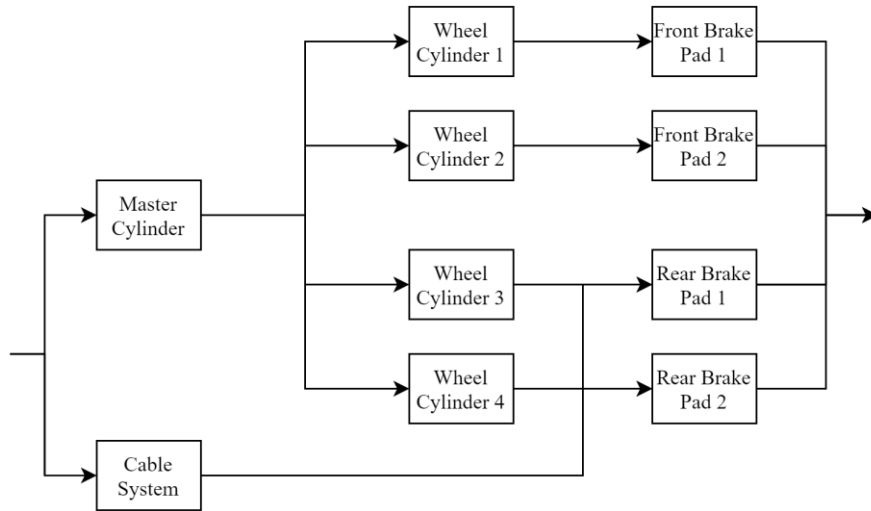 Wheel
Cylinder 1
Front Brake
Pad 1
Wheel
Cylinder 2
Front Brake
Pad 2
Master
Cylinder
Wheel
Cylinder 3
Rear Brake
Pad 1
Wheel
Cylinder 4
Rear Brake
Pad 2
Cable
System